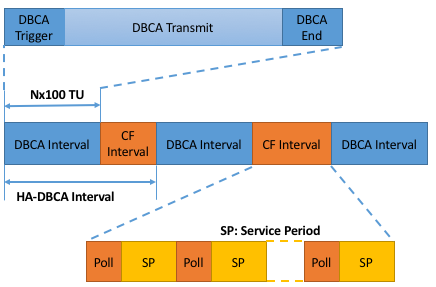 DBCA
Trigger
DBCA Transmit
DBCA
End
Nx100 TU
DBCA Interval
CF
Interval
DBCA Interval
CF Interval
DBCA Interval
HA-DBCA Interval
SP: Service Period
Poll
SP
Poll
SP
Poll
SP